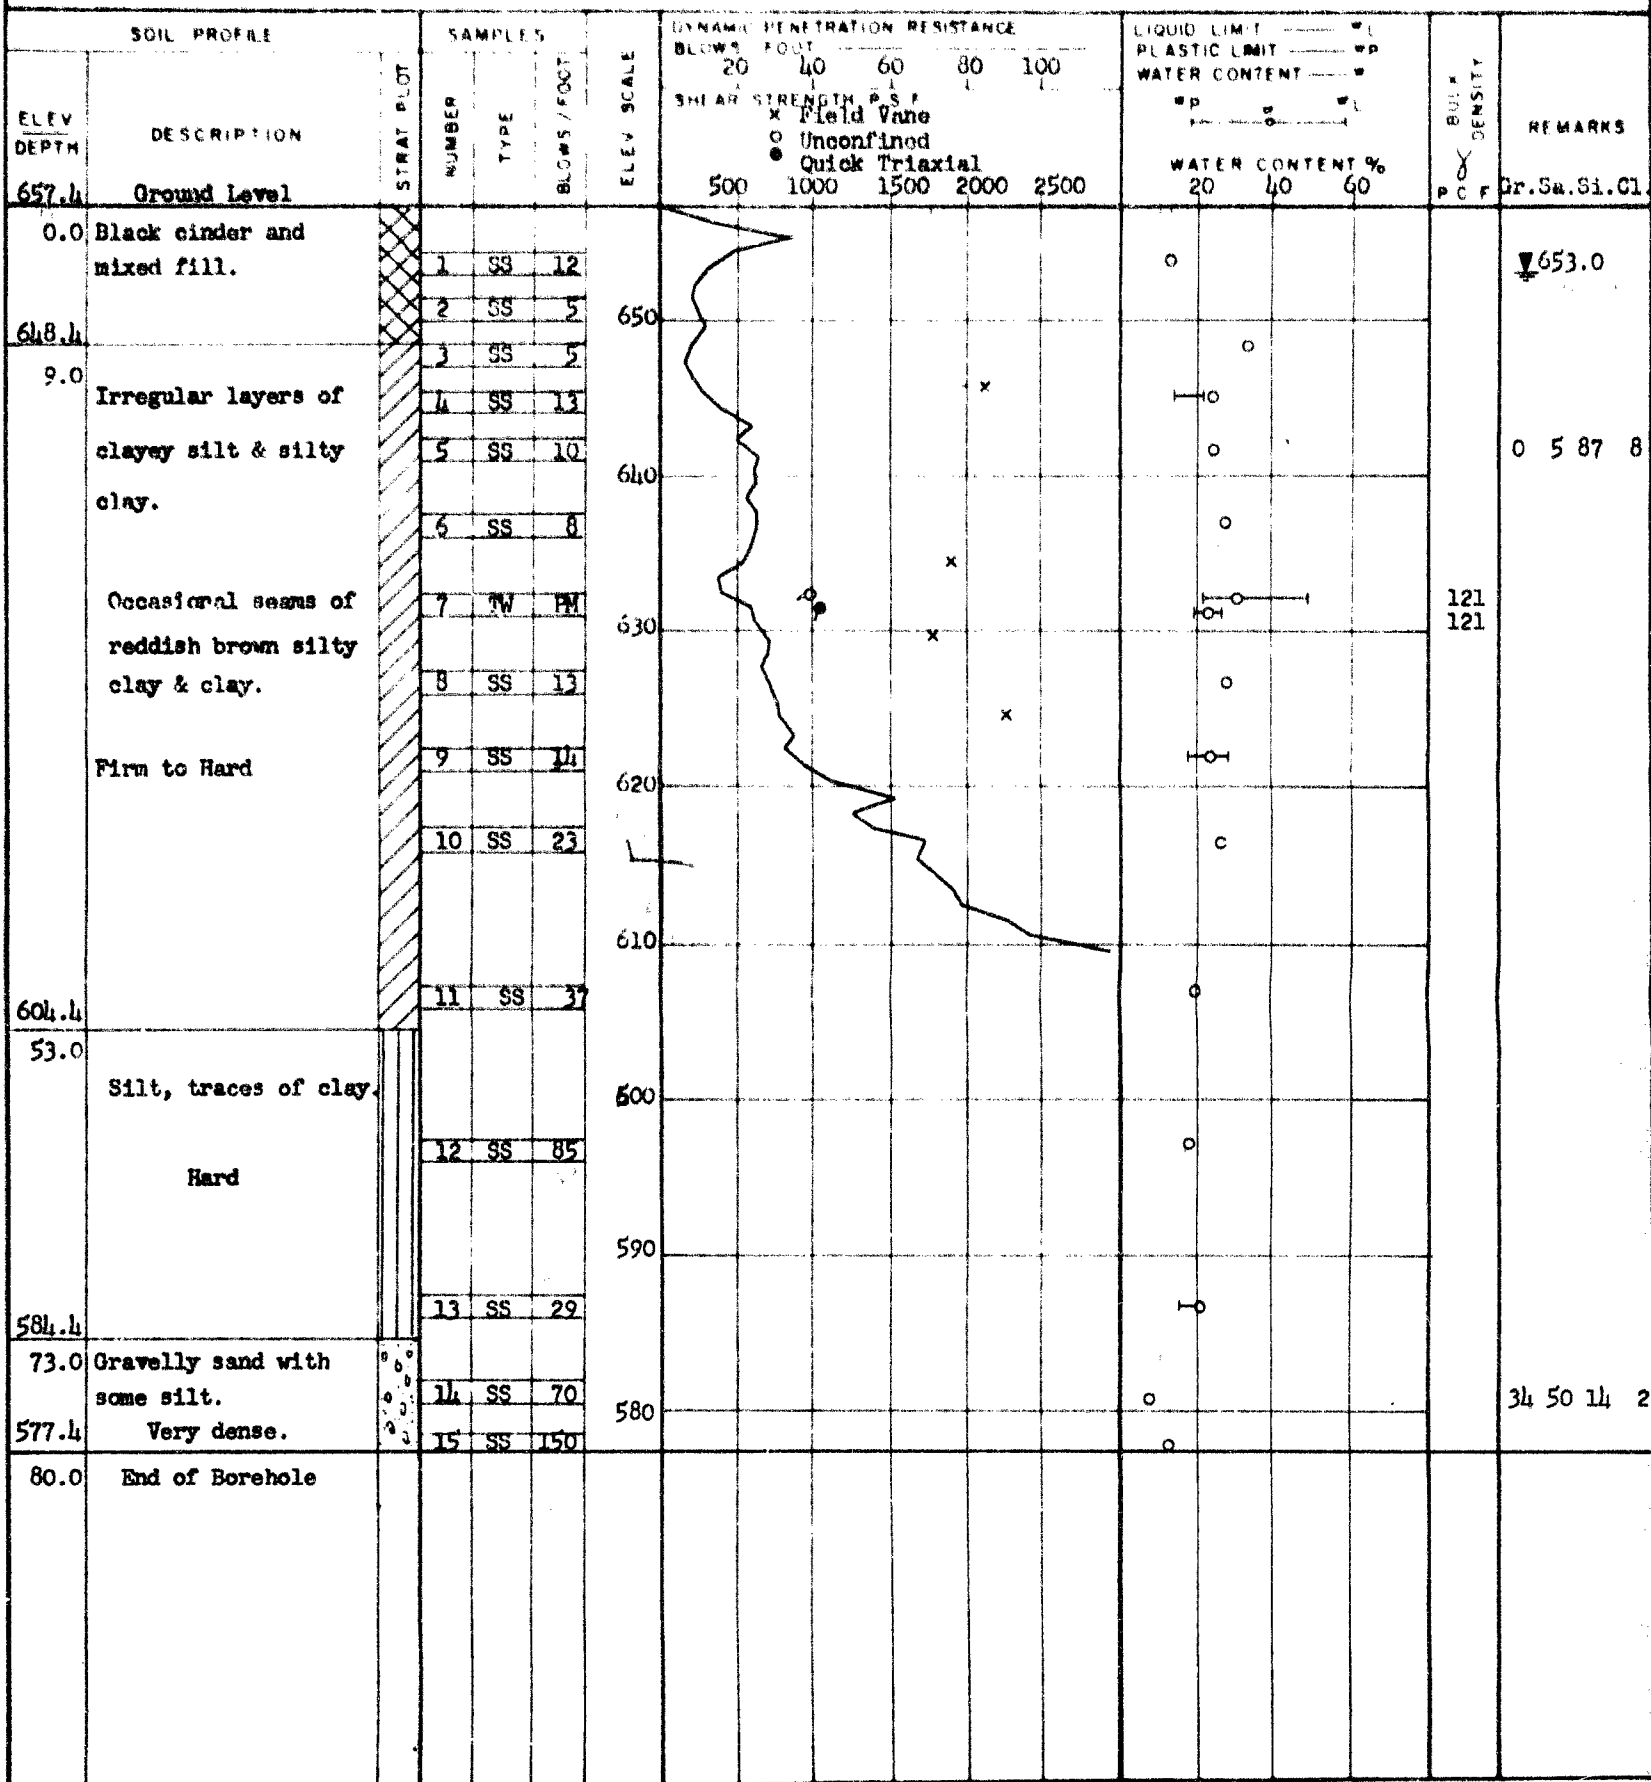 SOIL PROFILE
SAMPLES
ELEV SCALE
DYNAMIC PENETRATION RESISTANCE
BLOWS FOOT
20 40 60 80 100
SHEAR STRENGTH P.S.F.
x Field Vane
o Unconfined
● Quick Triaxial
500 1000 1500 2000 2500
LIQUID LIMIT w L
PLASTIC LIMIT wP
WATER CONTENT w
wP w wL
WATER CONTENT %
20 40 60
BULK DENSITY
γ
P C F
REMARKS
Gr.Sa.Si.Cl.
ELEV
DEPTH
DESCRIPTION
STRAT PLOT
NUMBER
TYPE
BLOWS/FOOT
657.4 Ground Level
0.0 Black cinder and
mixed fill.
1 SS 12
653.0
2 SS 5
650
648.4
3 SS 5
9.0
Irregular layers of
4 SS 13
clayey silt & silty
5 SS 10
0 5 87 8
640
clay.
6 SS 8
Occasional seams of
7 TW PM
121
121
630
reddish brown silty
clay & clay.
8 SS 13
Firm to Hard
9 SS 14
620
10 SS 23
610
11 SS 37
604.4
53.0
Silt, traces of clay.
600
12 SS 85
Hard
590
13 SS 29
584.4
73.0 Gravelly sand with
some silt.
14 SS 70
34 50 14 2
580
577.4 Very dense.
15 SS 150
80.0 End of Borehole